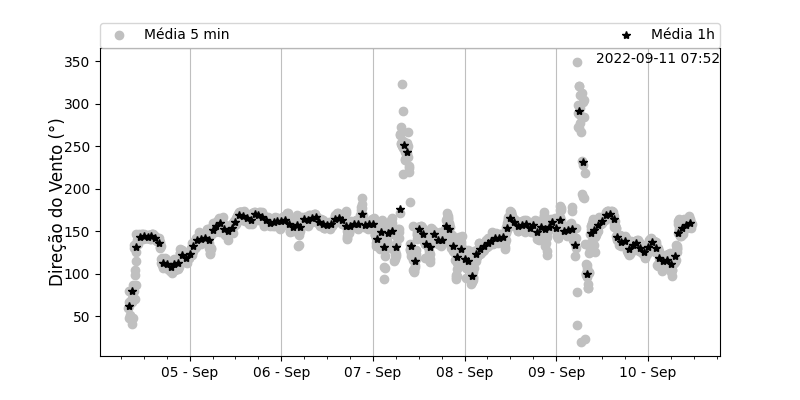 Média 5 min
Média 1h
2022-09-11 07:52
Direção do Vento (°)
350
300
250
200
150
100
50
05 - Sep
06 - Sep
07 - Sep
08 - Sep
09 - Sep
10 - Sep